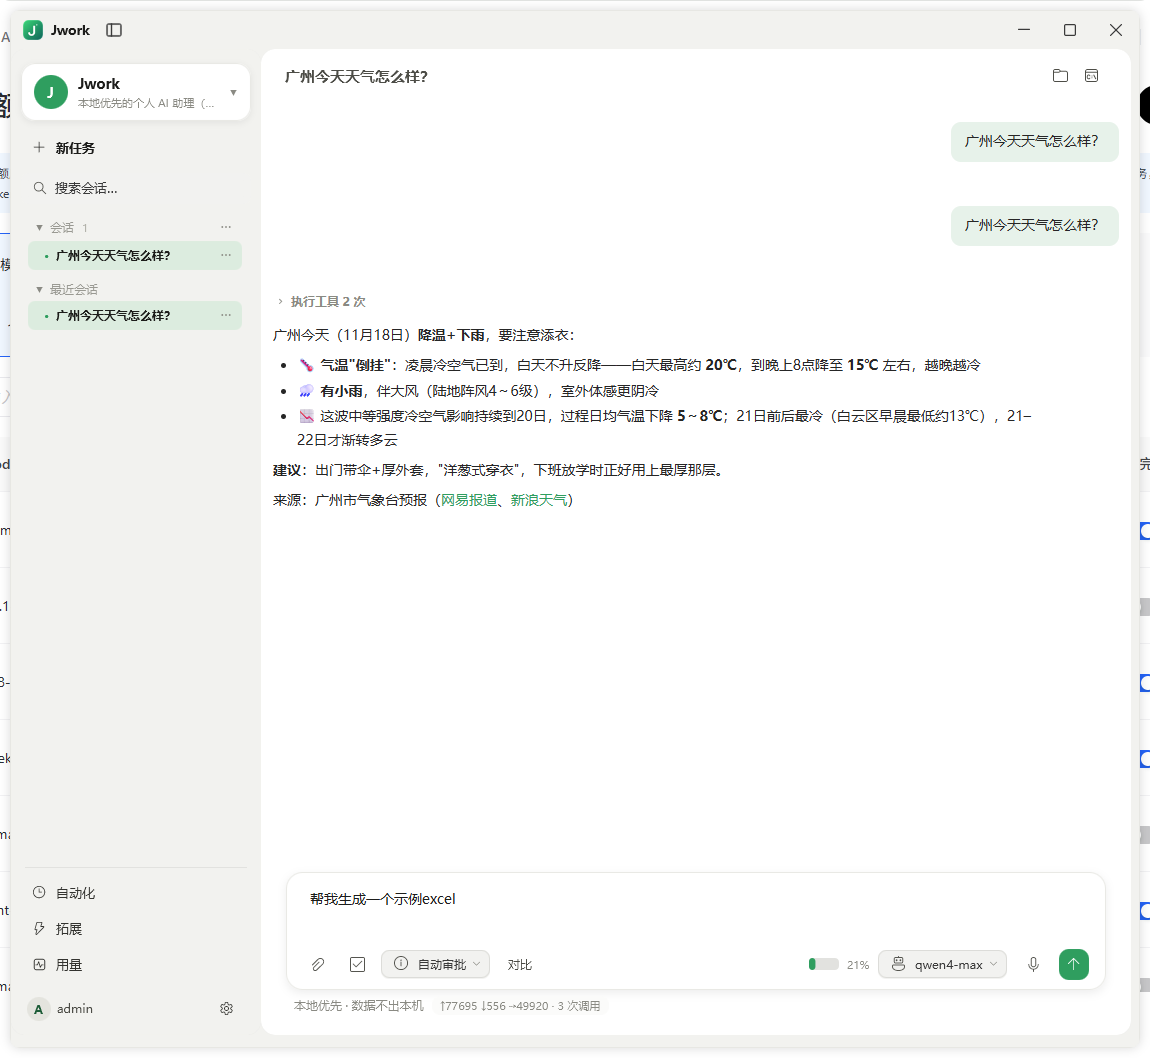 Jwork
J
Jwork
本地优先的个人 AI 助理（...
新任务
搜索会话...
会话 1
广州今天天气怎么样？
最近会话
广州今天天气怎么样？
自动化
拓展
用量
A admin
广州今天天气怎么样？
广州今天天气怎么样？
广州今天天气怎么样？
执行工具 2 次
广州今天（11月18日）降温+下雨，要注意添衣：
气温"倒挂"：凌晨冷空气已到，白天不升反降——白天最高约 20℃，到晚上8点降至 15℃ 左右，越晚越冷
有小雨，伴大风（陆地阵风4～6级），室外体感更阴冷
这波中等强度冷空气影响持续到20日，过程日均气温下降 5～8℃；21日前后最冷（白云区早晨最低约13℃），21–
22日才渐转多云
建议：出门带伞+厚外套，"洋葱式穿衣"，下班放学时正好用上最厚那层。
来源：广州市气象台预报（网易报道、新浪天气）
帮我生成一个示例excel
自动审批
对比
21%
qwen4-max
本地优先 · 数据不出本机
↑77695 ↓556 →49920 · 3 次调用